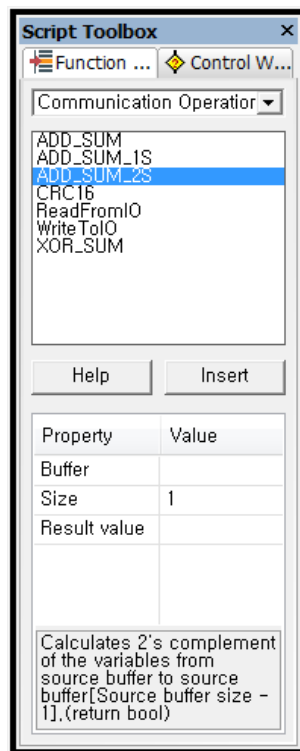 Script Toolbox ×
Function ... Control W...
Communication Operatior
ADD_SUM
ADD_SUM_1S
ADD_SUM_2S
CRC16
ReadFromIO
WriteToIO
XOR_SUM
Help Insert
Property Value
Buffer
Size 1
Result value
Calculates 2's complement
of the variables from
source buffer to source
buffer[Source buffer size -
1].(return bool)